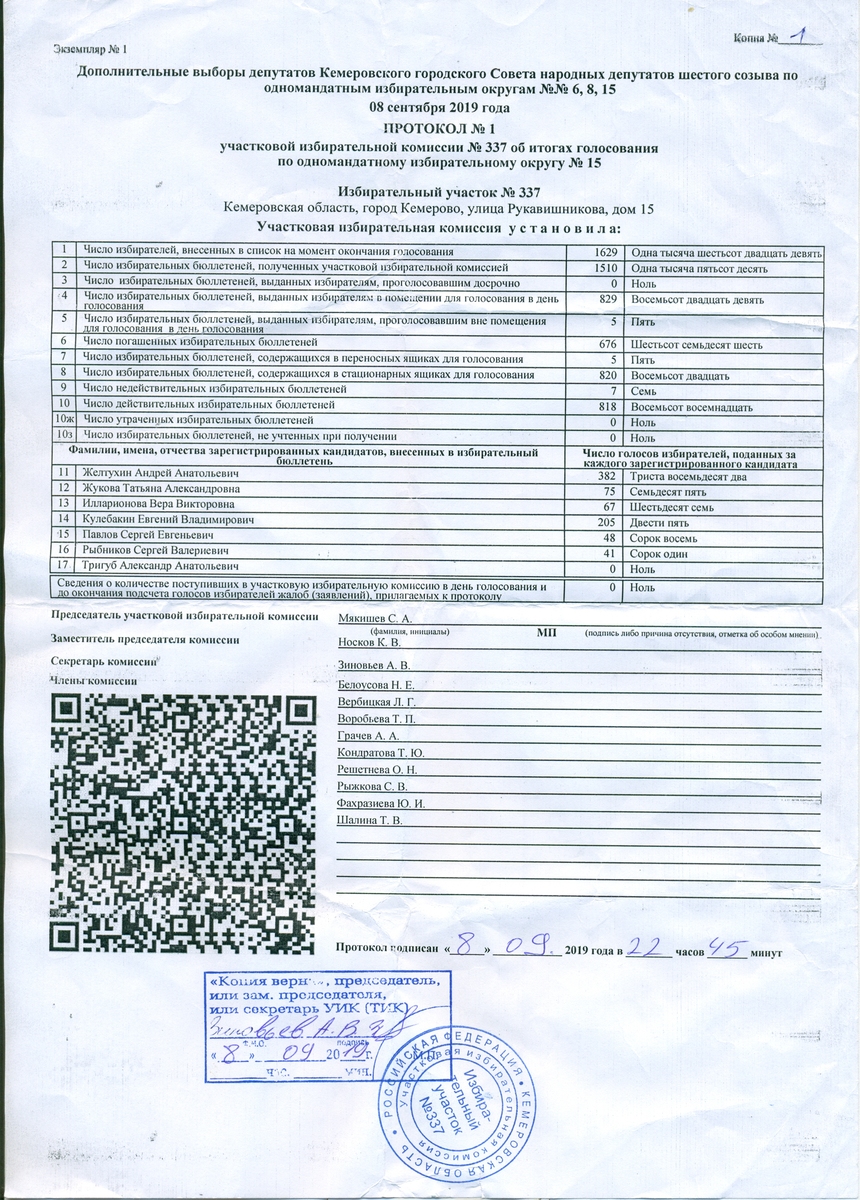 Экземпляр № 1
Копия № 1
Дополнительные выборы депутатов Кемеровского городского Совета народных депутатов шестого созыва по
одномандатным избирательным округам №№ 6, 8, 15
08 сентября 2019 года
ПРОТОКОЛ № 1
участковой избирательной комиссии № 337 об итогах голосования
по одномандатному избирательному округу № 15
Избирательный участок № 337
Кемеровская область, город Кемерово, улица Рукавишникова, дом 15
Участковая избирательная комиссия у с т а н о в и л а:
1 Число избирателей, внесенных в список на момент окончания голосования 1629 Одна тысяча шестьсот двадцать девять
2 Число избирательных бюллетеней, полученных участковой избирательной комиссией 1510 Одна тысяча пятьсот десять
3 Число избирательных бюллетеней, выданных избирателям, проголосовавшим досрочно 0 Ноль
4 Число избирательных бюллетеней, выданных избирателям в помещении для голосования в день
голосования 829 Восемьсот двадцать девять
5 Число избирательных бюллетеней, выданных избирателям, проголосовавшим вне помещения
для голосования в день голосования 5 Пять
6 Число погашенных избирательных бюллетеней 676 Шестьсот семьдесят шесть
7 Число избирательных бюллетеней, содержащихся в переносных ящиках для голосования 5 Пять
8 Число избирательных бюллетеней, содержащихся в стационарных ящиках для голосования 820 Восемьсот двадцать
9 Число недействительных избирательных бюллетеней 7 Семь
10 Число действительных избирательных бюллетеней 818 Восемьсот восемнадцать
10ж Число утраченных избирательных бюллетеней 0 Ноль
10з Число избирательных бюллетеней, не учтенных при получении 0 Ноль
Фамилии, имена, отчества зарегистрированных кандидатов, внесенных в избирательный
бюллетень
Число голосов избирателей, поданных за
каждого зарегистрированного кандидата
11 Желтухин Андрей Анатольевич 382 Триста восемьдесят два
12 Жукова Татьяна Александровна 75 Семьдесят пять
13 Илларионова Вера Викторовна 67 Шестьдесят семь
14 Кулебакин Евгений Владимирович 205 Двести пять
15 Павлов Сергей Евгеньевич 48 Сорок восемь
16 Рыбников Сергей Валериевич 41 Сорок один
17 Тригуб Александр Анатольевич 0 Ноль
Сведения о количестве поступивших в участковую избирательную комиссию в день голосования и
до окончания подсчета голосов избирателей жалоб (заявлений), прилагаемых к протоколу 0 Ноль
Председатель участковой избирательной комиссии Мякишев С. А.
(фамилия, инициалы) МП (подпись либо причина отсутствия, отметка об особом мнении)
Заместитель председателя комиссии Носков К. В.
Секретарь комиссии Зиновьев А. В.
Члены комиссии Белоусова Н. Е.
Вербицкая Л. Г.
Воробьева Т. П.
Грачев А. А.
Кондратова Т. Ю.
Решетнева О. Н.
Рыжкова С. В.
Фахразиева Ю. И.
Шалина Т. В.
Протокол подписан « 8 » 09. 2019 года в 22 часов 45 минут
«Копия верна», председатель,
или зам. председателя,
или секретарь УИК (ТИК)
Зиновьев А. В.
Ф.И.О. подпись
« 8 » 09 2019 г. М.П.
час. мин.
РОССИЙСКАЯ ФЕДЕРАЦИЯ • КЕМЕРОВСКАЯ ОБЛАСТЬ •
Участковая избирательная комиссия
Избира-
тельный
участок
№337